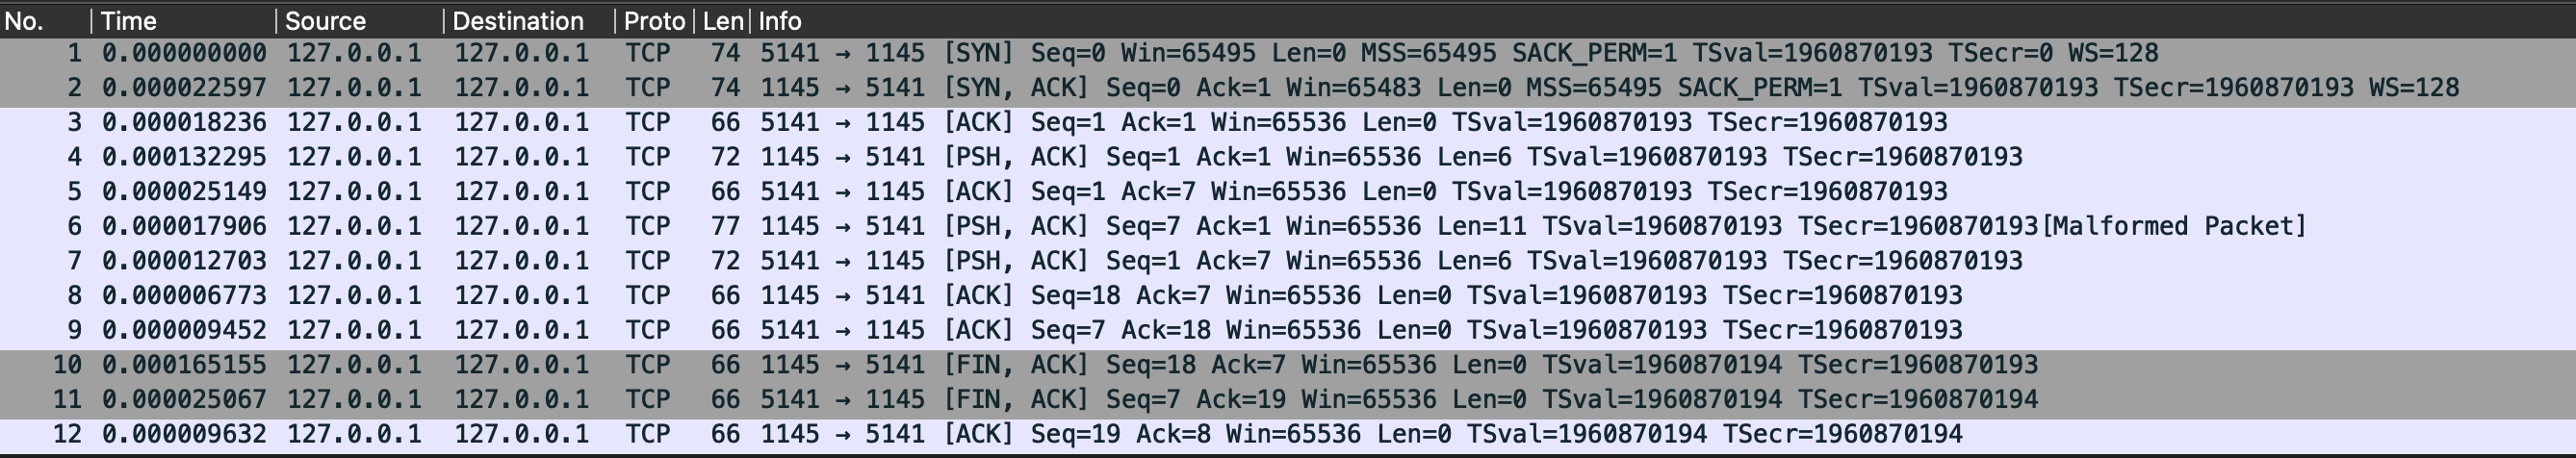 No. Time Source Destination Proto Len Info
1 0.000000000 127.0.0.1 127.0.0.1 TCP 74 5141 → 1145 [SYN] Seq=0 Win=65495 Len=0 MSS=65495 SACK_PERM=1 TSval=1960870193 TSecr=0 WS=128
2 0.000022597 127.0.0.1 127.0.0.1 TCP 74 1145 → 5141 [SYN, ACK] Seq=0 Ack=1 Win=65483 Len=0 MSS=65495 SACK_PERM=1 TSval=1960870193 TSecr=1960870193 WS=128
3 0.000018236 127.0.0.1 127.0.0.1 TCP 66 5141 → 1145 [ACK] Seq=1 Ack=1 Win=65536 Len=0 TSval=1960870193 TSecr=1960870193
4 0.000132295 127.0.0.1 127.0.0.1 TCP 72 1145 → 5141 [PSH, ACK] Seq=1 Ack=1 Win=65536 Len=6 TSval=1960870193 TSecr=1960870193
5 0.000025149 127.0.0.1 127.0.0.1 TCP 66 5141 → 1145 [ACK] Seq=1 Ack=7 Win=65536 Len=0 TSval=1960870193 TSecr=1960870193
6 0.000017906 127.0.0.1 127.0.0.1 TCP 77 1145 → 5141 [PSH, ACK] Seq=7 Ack=1 Win=65536 Len=11 TSval=1960870193 TSecr=1960870193[Malformed Packet]
7 0.000012703 127.0.0.1 127.0.0.1 TCP 72 5141 → 1145 [PSH, ACK] Seq=1 Ack=7 Win=65536 Len=6 TSval=1960870193 TSecr=1960870193
8 0.000006773 127.0.0.1 127.0.0.1 TCP 66 1145 → 5141 [ACK] Seq=18 Ack=7 Win=65536 Len=0 TSval=1960870193 TSecr=1960870193
9 0.000009452 127.0.0.1 127.0.0.1 TCP 66 5141 → 1145 [ACK] Seq=7 Ack=18 Win=65536 Len=0 TSval=1960870193 TSecr=1960870193
10 0.000165155 127.0.0.1 127.0.0.1 TCP 66 1145 → 5141 [FIN, ACK] Seq=18 Ack=7 Win=65536 Len=0 TSval=1960870194 TSecr=1960870193
11 0.000025067 127.0.0.1 127.0.0.1 TCP 66 5141 → 1145 [FIN, ACK] Seq=7 Ack=19 Win=65536 Len=0 TSval=1960870194 TSecr=1960870194
12 0.000009632 127.0.0.1 127.0.0.1 TCP 66 1145 → 5141 [ACK] Seq=19 Ack=8 Win=65536 Len=0 TSval=1960870194 TSecr=1960870194